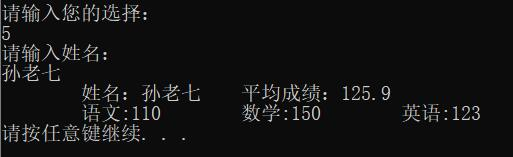 请输入您的选择：
5
请输入姓名：
孙老七
姓名：孙老七 平均成绩：125.9
语文:110 数学:150 英语:123
请按任意键继续. . .